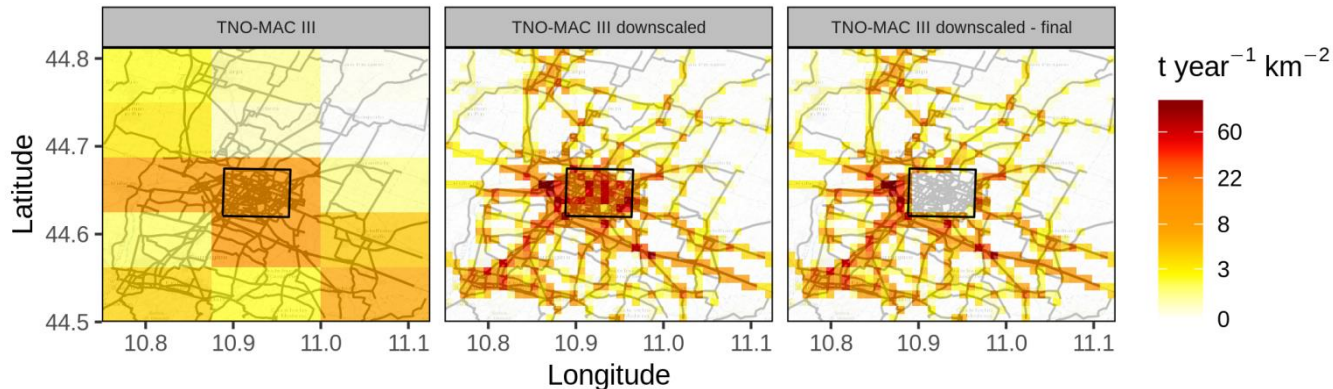 TNO-MAC III
TNO-MAC III downscaled
TNO-MAC III downscaled - final
t year⁻¹ km⁻²
60
22
8
3
0
Latitude
44.8
44.7
44.6
44.5
10.8 10.9 11.0 11.1
10.8 10.9 11.0 11.1
10.8 10.9 11.0 11.1
Longitude